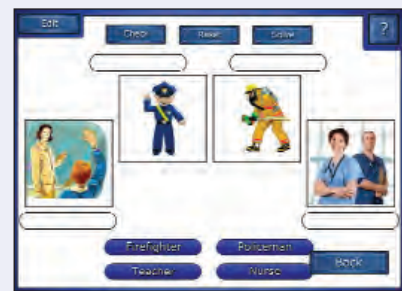 Edit
?
Check Reset Solve
Firefighter Policeman
Teacher Nurse
Back